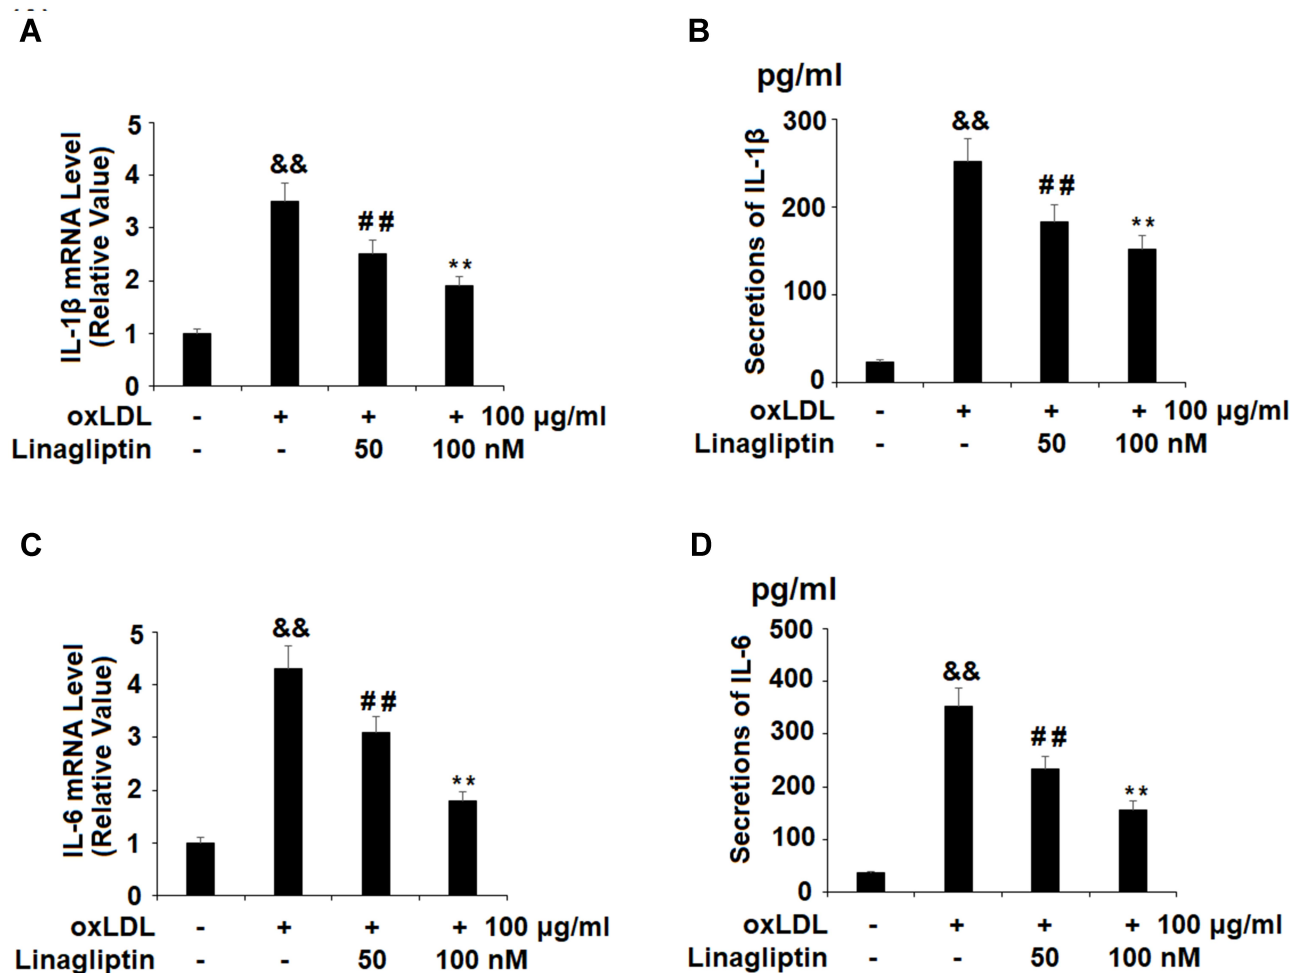 A
IL-1β mRNA Level
(Relative Value)
5
4
3
2
1
0
&&
##
**
oxLDL - + + + 100 µg/ml
Linagliptin - - 50 100 nM
B
pg/ml
Secretions of IL-1β
300
200
100
0
&&
##
**
oxLDL - + + + 100 µg/ml
Linagliptin - - 50 100 nM
C
IL-6 mRNA Level
(Relative Value)
5
4
3
2
1
0
&&
##
**
oxLDL - + + + 100 µg/ml
Linagliptin - - 50 100 nM
D
pg/ml
Secretions of IL-6
500
400
300
200
100
0
&&
##
**
oxLDL - + + + 100 µg/ml
Linagliptin - - 50 100 nM